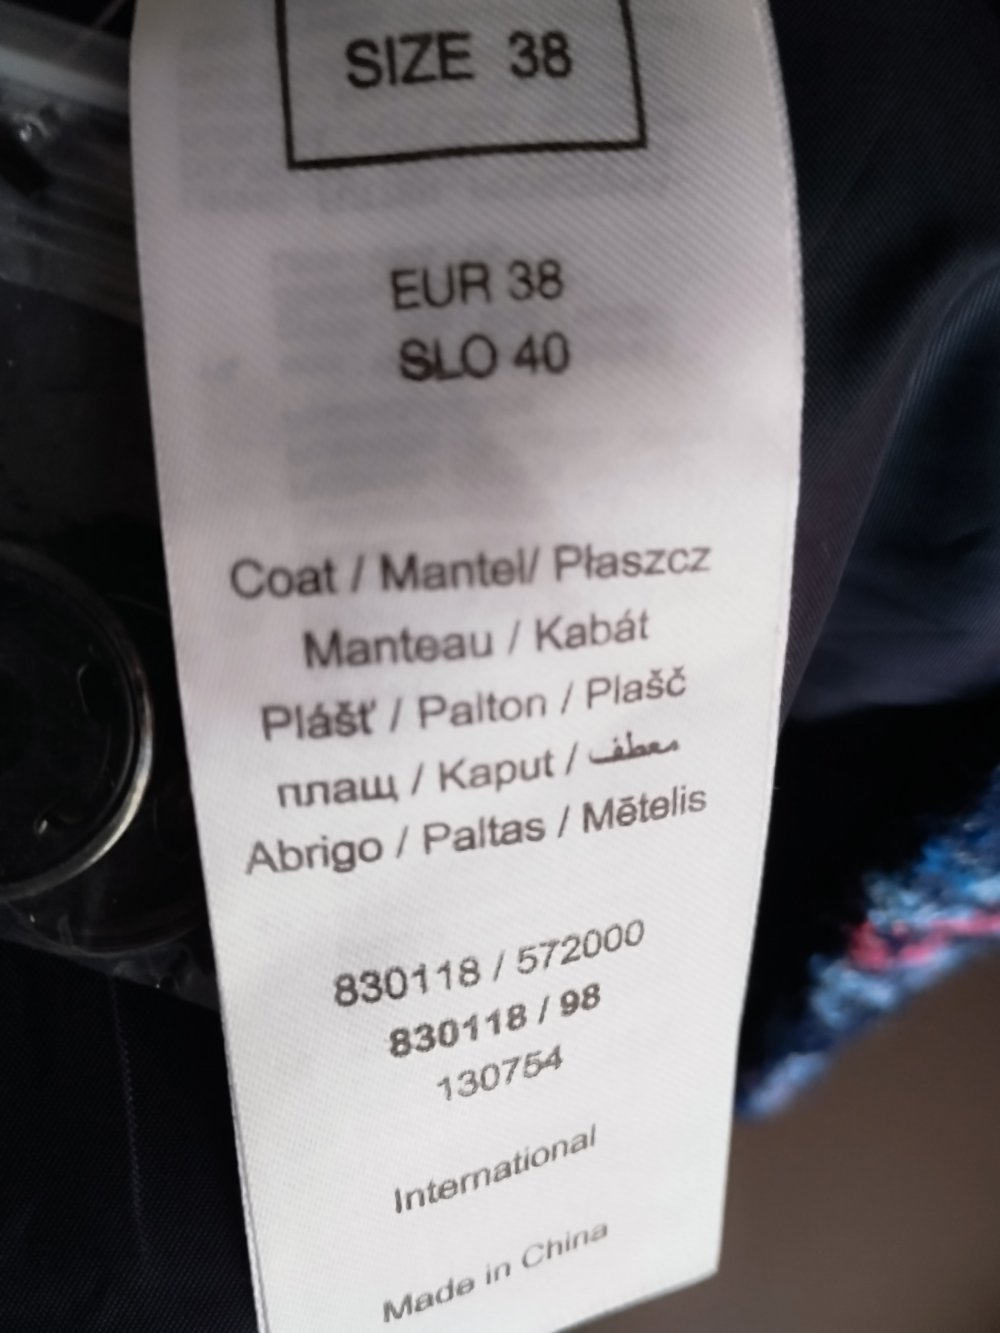 SIZE 38
EUR 38
SLO 40
Coat / Mantel/ Płaszcz
Manteau / Kabát
Plášť / Palton / Plašč
плащ / Kaput / معطف
Abrigo / Paltas / Mētelis
830118 / 572000
830118 / 98
130754
International
Made in China